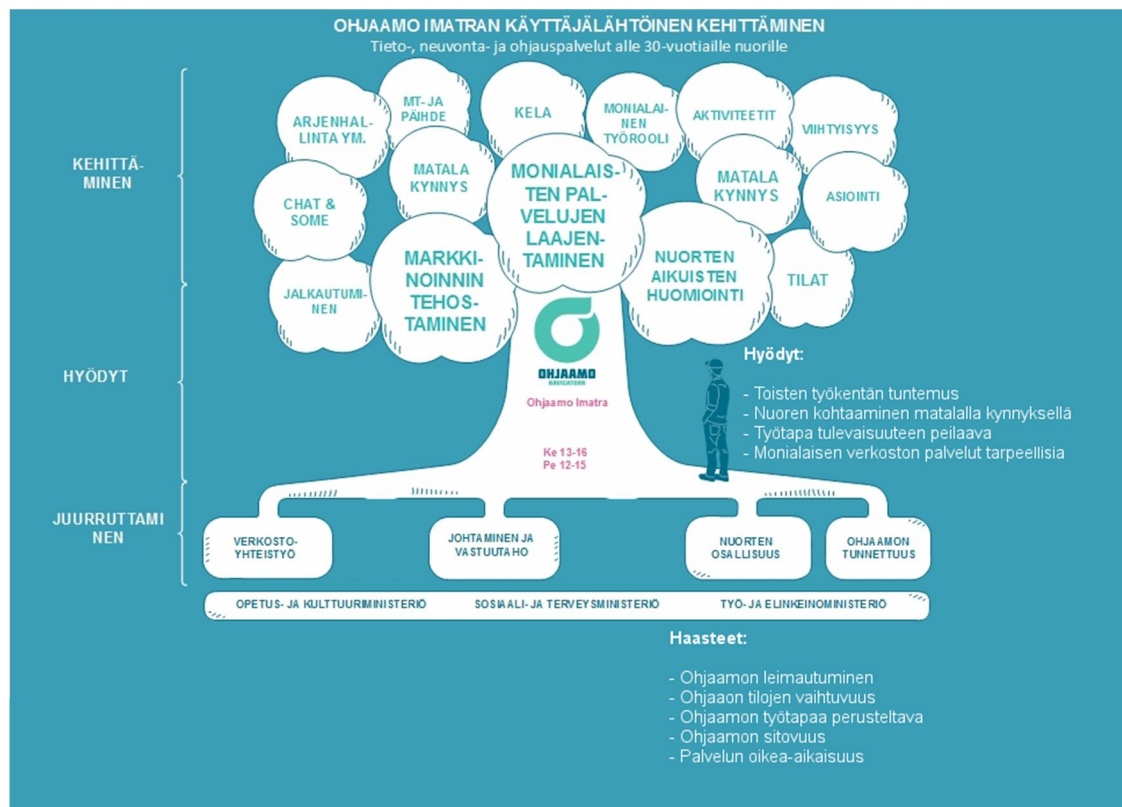 OHJAAMO IMATRAN KÄYTTÄJÄLÄHTÖINEN KEHITTÄMINEN
Tieto-, neuvonta- ja ohjauspalvelut alle 30-vuotiaille nuorille
KEHITTÄ-
MINEN
ARJENHAL-
LINTA YM.
MT- JA
PÄIHDE
KELA
MONIALAI-
NEN
TYÖROOLI
AKTIVITEETIT
VIIHTYISYYS
CHAT &
SOME
MATALA
KYNNYS
MONIALAIS-
TEN PAL-
VELUJEN
LAAJEN-
TAMINEN
MATALA
KYNNYS
ASIOINTI
JALKAUTUMI-
NEN
MARKKI-
NOINNIN
TEHOS-
TAMINEN
NUORTEN
AIKUISTEN
HUOMIOINTI
TILAT
HYÖDYT
OHJAAMO
NAVIGATORN
Ohjaamo Imatra
Ke 13-16
Pe 12-15
Hyödyt:
- Toisten työkentän tuntemus
- Nuoren kohtaaminen matalalla kynnyksellä
- Työtapa tulevaisuuteen peilaava
- Monialaisen verkoston palvelut tarpeellisia
JUURRUTTAMI
NEN
VERKOSTO-
YHTEISTYÖ
JOHTAMINEN JA
VASTUUTAHO
NUORTEN
OSALLISUUS
OHJAAMON
TUNNETTUUS
OPETUS- JA KULTTUURIMINISTERIÖ
SOSIAALI- JA TERVEYSMINISTERIÖ
TYÖ- JA ELINKEINOMINISTERIÖ
Haasteet:
- Ohjaamon leimautuminen
- Ohjaaon tilojen vaihtuvuus
- Ohjaamon työtapaa perusteltava
- Ohjaamon sitovuus
- Palvelun oikea-aikaisuus